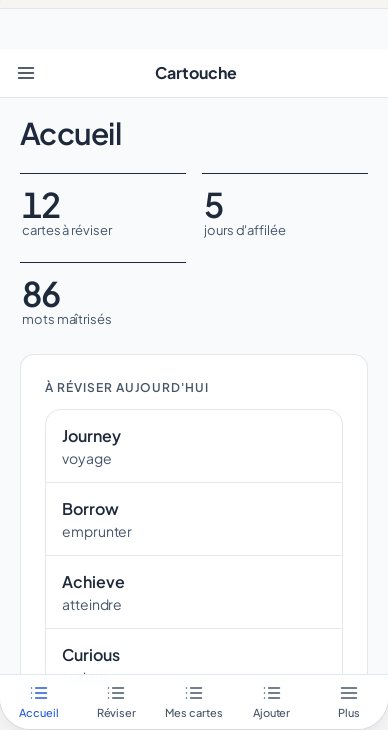 Cartouche
Accueil
12
cartes à réviser
5
jours d'affilée
86
mots maîtrisés
À RÉVISER AUJOURD'HUI
Journey
voyage
Borrow
emprunter
Achieve
atteindre
Curious
Accueil
Réviser
Mes cartes
Ajouter
Plus